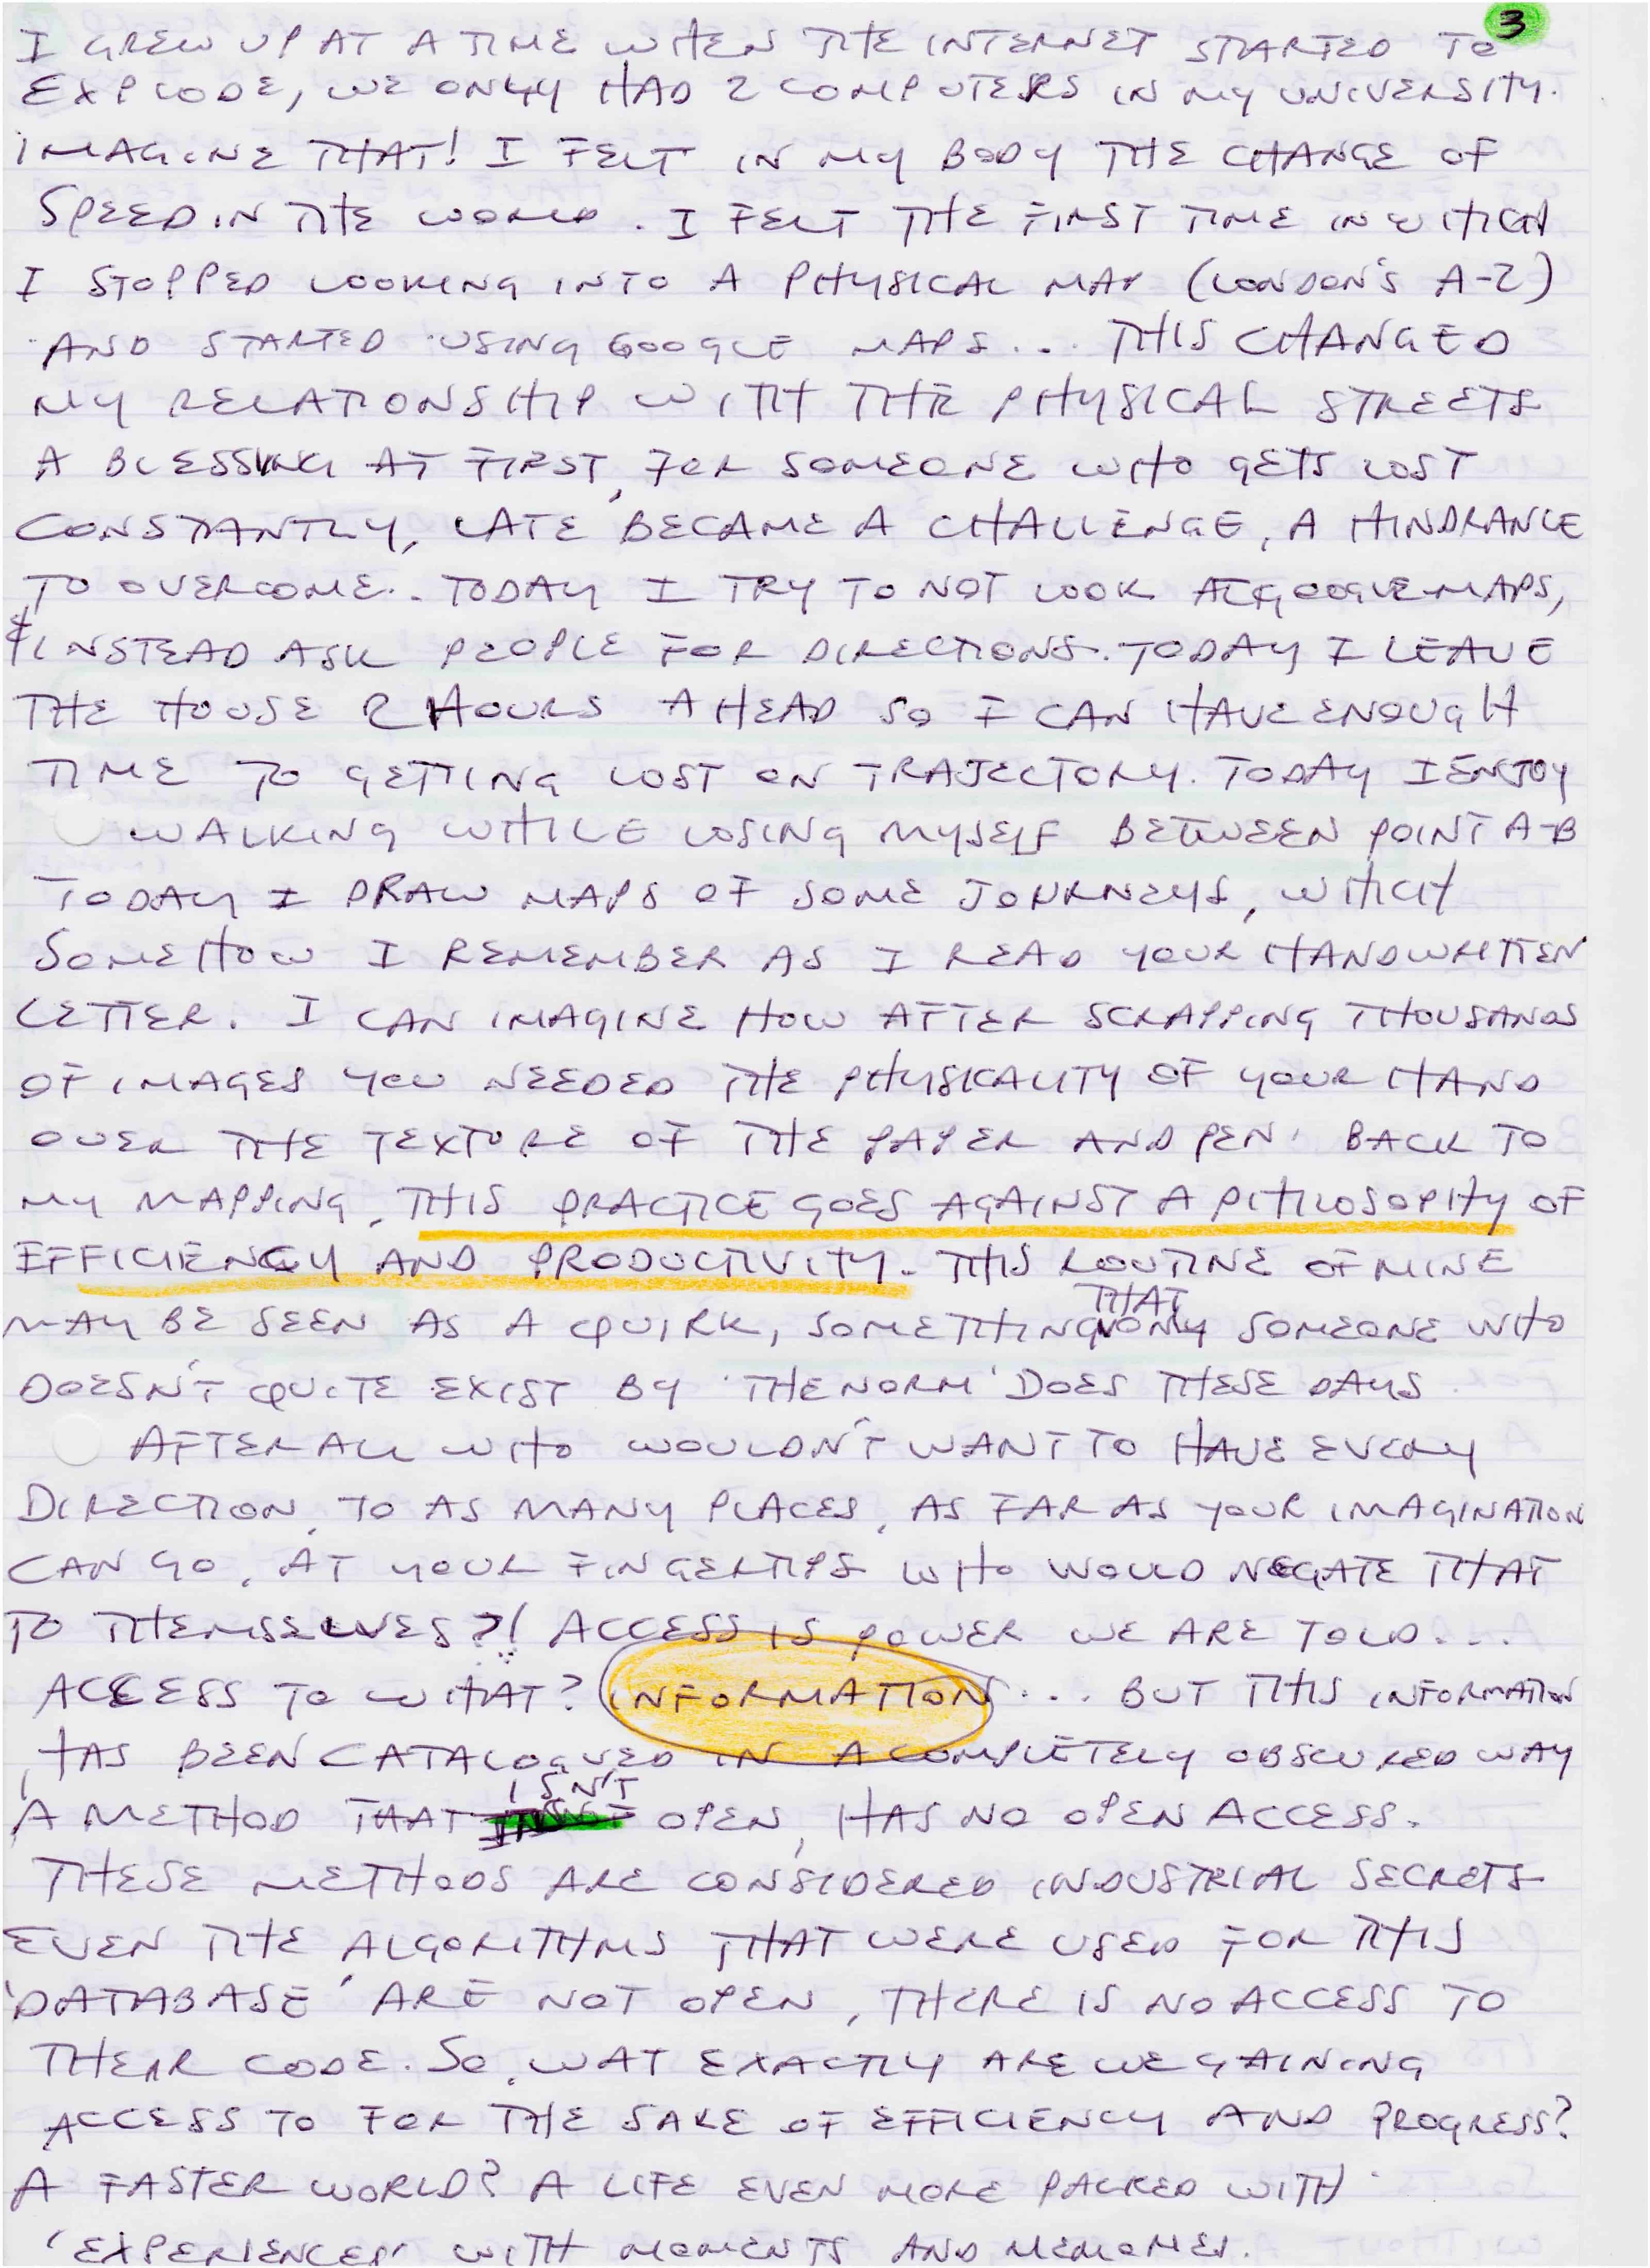 3
I GREW UP AT A TIME WHEN THE INTERNET STARTED TO
EXPLODE, WE ONLY HAD 2 COMPUTERS IN MY UNIVERSITY.
IMAGINE THAT! I FELT IN MY BODY THE CHANGE OF
SPEED IN THE WORLD. I FELT THE FIRST TIME IN WHICH
I STOPPED LOOKING INTO A PHYSICAL MAP (LONDON'S A-Z)
AND STARTED USING GOOGLE MAPS... THIS CHANGED
MY RELATIONSHIP WITH THE PHYSICAL STREETS
A BLESSING AT FIRST, FOR SOMEONE WHO GETS LOST
CONSTANTLY, LATE BECAME A CHALLENGE, A HINDRANCE
TO OVERCOME.. TODAY I TRY TO NOT LOOK AT GOOGLE MAPS,
& INSTEAD ASK PEOPLE FOR DIRECTIONS. TODAY I LEAVE
THE HOUSE 2 HOURS AHEAD SO I CAN HAVE ENOUGH
TIME TO GETTING LOST ON TRAJECTORY. TODAY I ENJOY
WALKING WHILE LOSING MYSELF BETWEEN POINT A-B
TODAY I DRAW MAPS OF SOME JOURNEYS, WHICH
SOMEHOW I REMEMBER AS I READ YOUR HANDWRITTEN
LETTER. I CAN IMAGINE HOW AFTER SCRAPPING THOUSANDS
OF IMAGES YOU NEEDED THE PHYSICALITY OF YOUR HAND
OVER THE TEXTURE OF THE PAPER AND PEN. BACK TO
MY MAPPING, THIS PRACTICE GOES AGAINST A PHILOSOPHY OF
EFFICIENCY AND PRODUCTIVITY. THIS ROUTINE OF MINE
MAY BE SEEN AS A QUIRK, SOMETHING THAT ONLY SOMEONE WHO
DOESN'T QUITE EXIST BY 'THE NORM' DOES THESE DAYS.
AFTER ALL WHO WOULDN'T WANT TO HAVE EVERY
DIRECTION, TO AS MANY PLACES, AS FAR AS YOUR IMAGINATION
CAN GO, AT YOUR FINGERTIPS WHO WOULD NEGATE THAT
TO THEMSELVES?! ACCESS IS POWER WE ARE TOLD...
ACCESS TO WHAT? INFORMATION... BUT THIS INFORMATION
HAS BEEN CATALOGUED IN A COMPLETELY OBSCURED WAY
A METHOD THAT ISN'T OPEN, HAS NO OPEN ACCESS.
THESE METHODS ARE CONSIDERED INDUSTRIAL SECRETS
EVEN THE ALGORITHMS THAT WERE USED FOR THIS
'DATABASE' ARE NOT OPEN, THERE IS NO ACCESS TO
THEIR CODE. SO, WAT EXACTLY ARE WE GAINING
ACCESS TO FOR THE SAKE OF EFFICIENCY AND PROGRESS?
A FASTER WORLD? A LIFE EVEN MORE PACKED WITH
'EXPERIENCES' WITH MOMENTS AND MEMORIES.